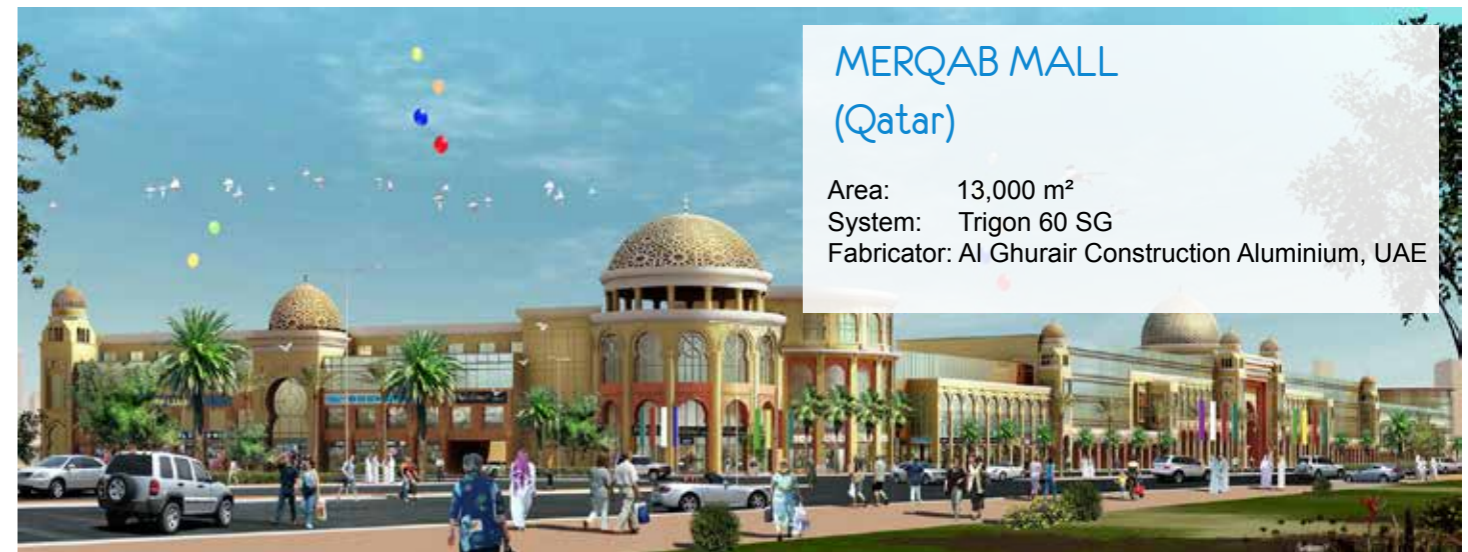 MERQAB MALL
(Qatar)
Area: 13,000 m²
System: Trigon 60 SG
Fabricator: Al Ghurair Construction Aluminium, UAE